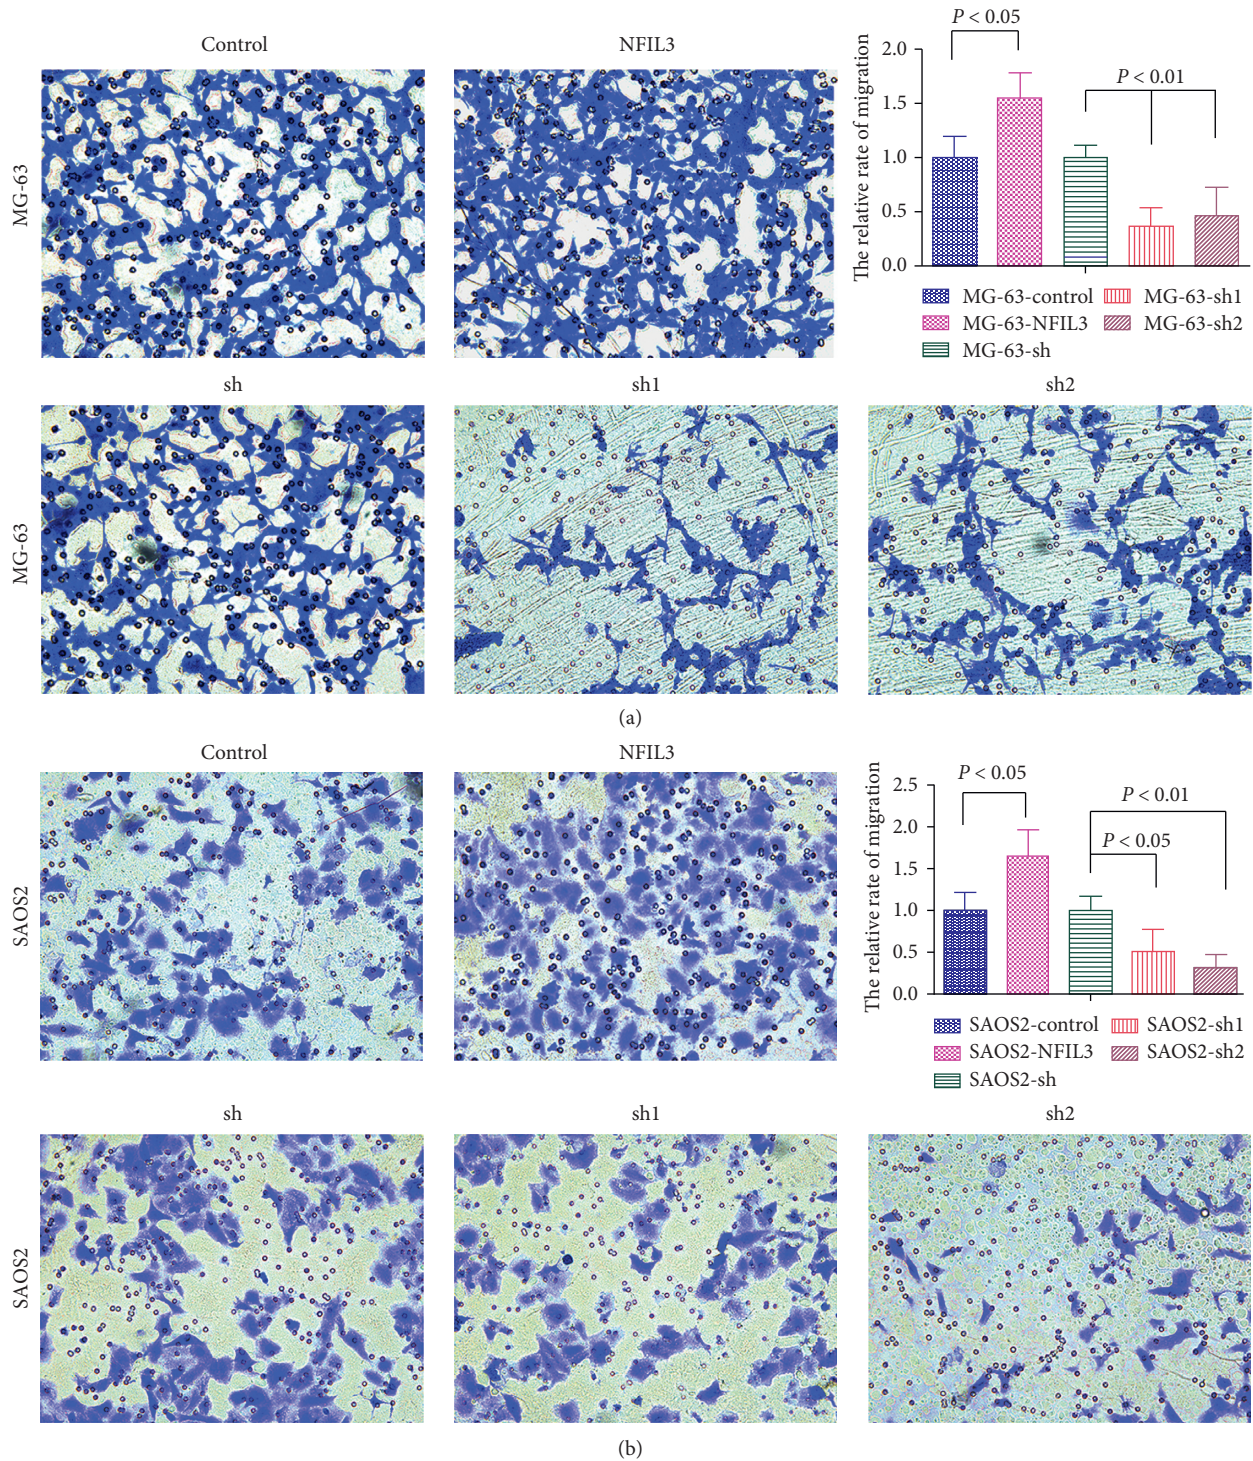 Control
NFIL3
MG-63
The relative rate of migration
P < 0.05
P < 0.01
2.0
1.5
1.0
0.5
0.0
MG-63-control
MG-63-sh1
MG-63-NFIL3
MG-63-sh2
MG-63-sh
sh
sh1
sh2
MG-63
(a)
Control
NFIL3
SAOS2
The relative rate of migration
P < 0.05
P < 0.01
P < 0.05
2.5
2.0
1.5
1.0
0.5
0.0
SAOS2-control
SAOS2-sh1
SAOS2-NFIL3
SAOS2-sh2
SAOS2-sh
sh
sh1
sh2
SAOS2
(b)